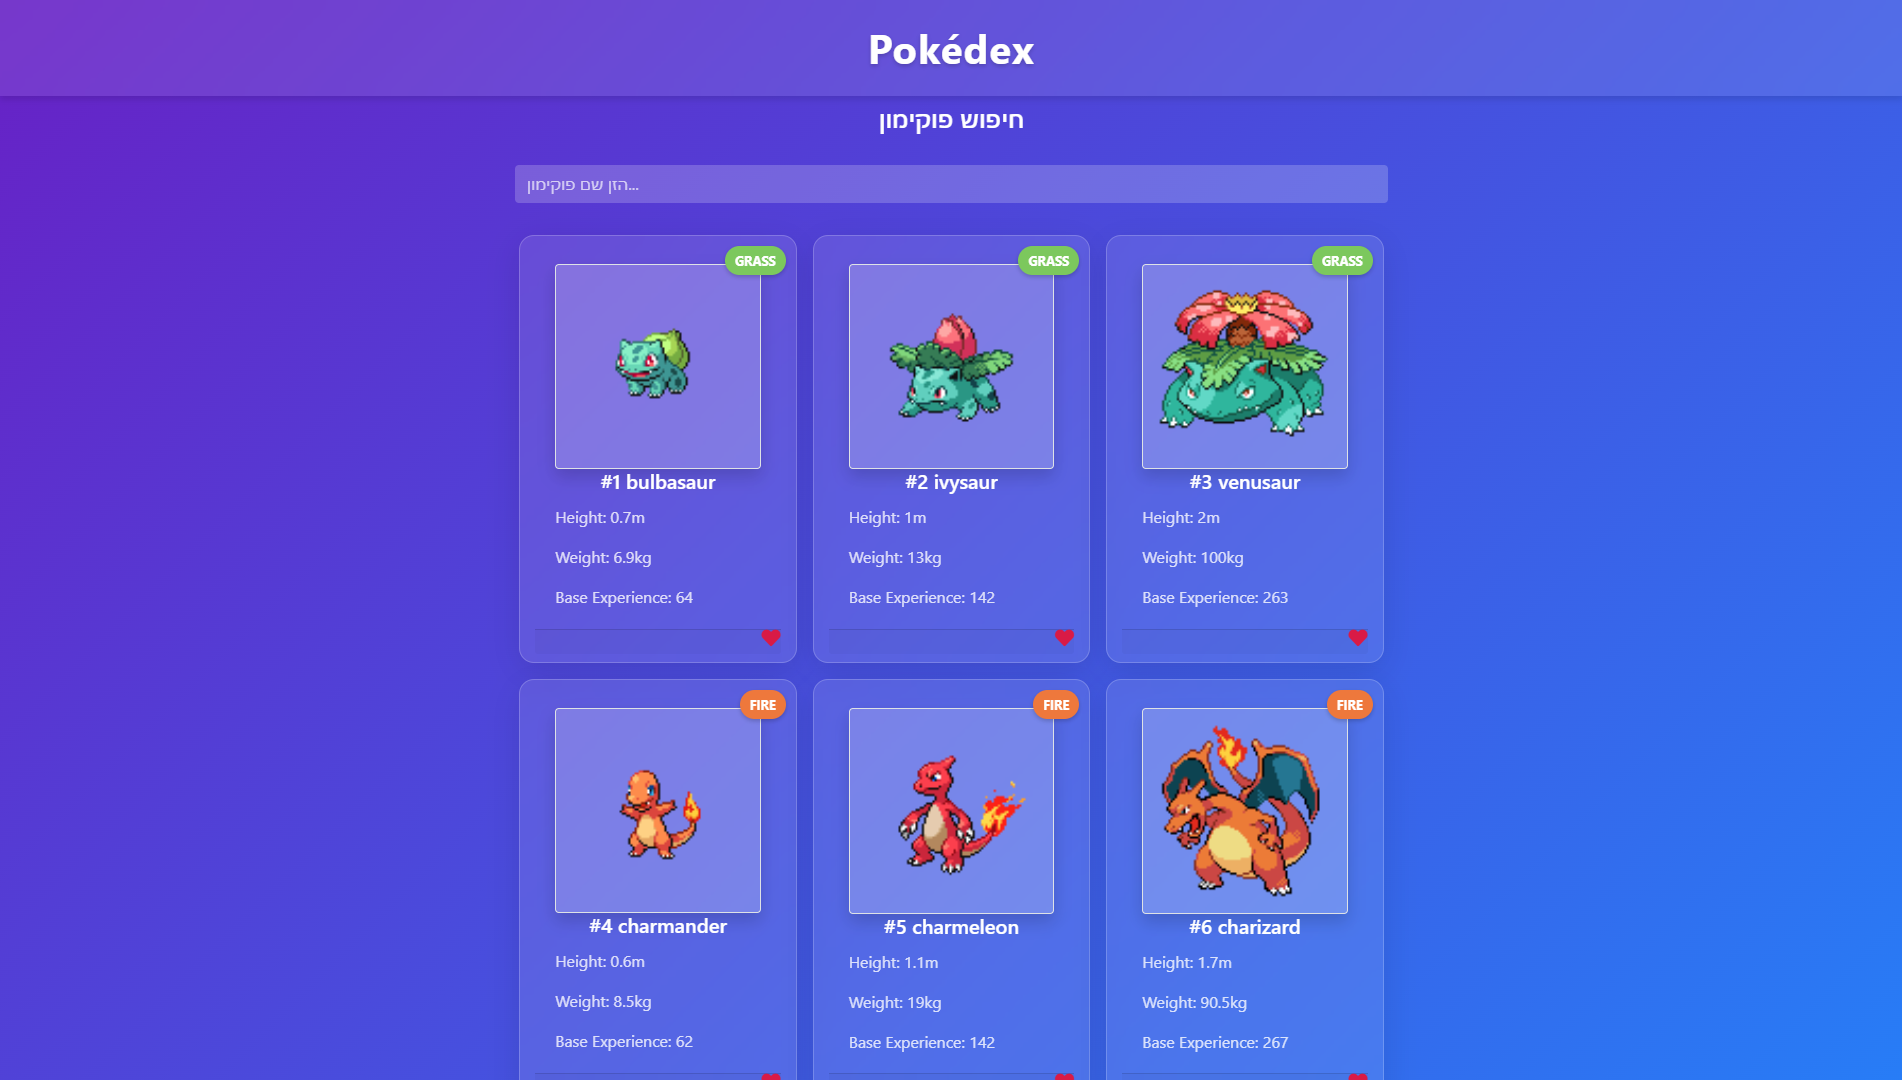 Pokédex
חיפוש פוקימון
הזן שם פוקימון...
GRASS
#1 bulbasaur
Height: 0.7m
Weight: 6.9kg
Base Experience: 64
GRASS
#2 ivysaur
Height: 1m
Weight: 13kg
Base Experience: 142
GRASS
#3 venusaur
Height: 2m
Weight: 100kg
Base Experience: 263
FIRE
#4 charmander
Height: 0.6m
Weight: 8.5kg
Base Experience: 62
FIRE
#5 charmeleon
Height: 1.1m
Weight: 19kg
Base Experience: 142
FIRE
#6 charizard
Height: 1.7m
Weight: 90.5kg
Base Experience: 267